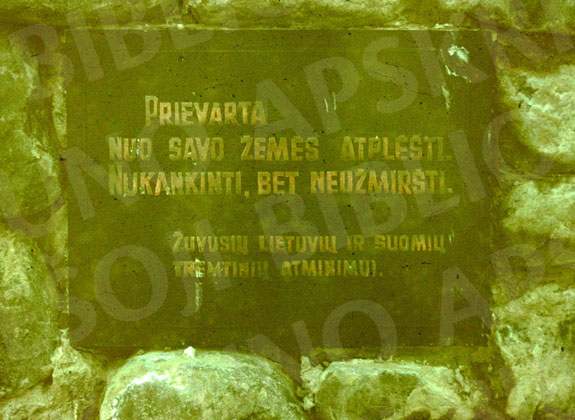 PRIEVARTA
NUO SAVO ŽEMĖS ATPLĖŠTI.
NUKANKINTI, BET NEUŽMIRŠTI.
ŽUVUSIŲ LIETUVIŲ IR SUOMIŲ
TREMTINIŲ ATMINIMUI.